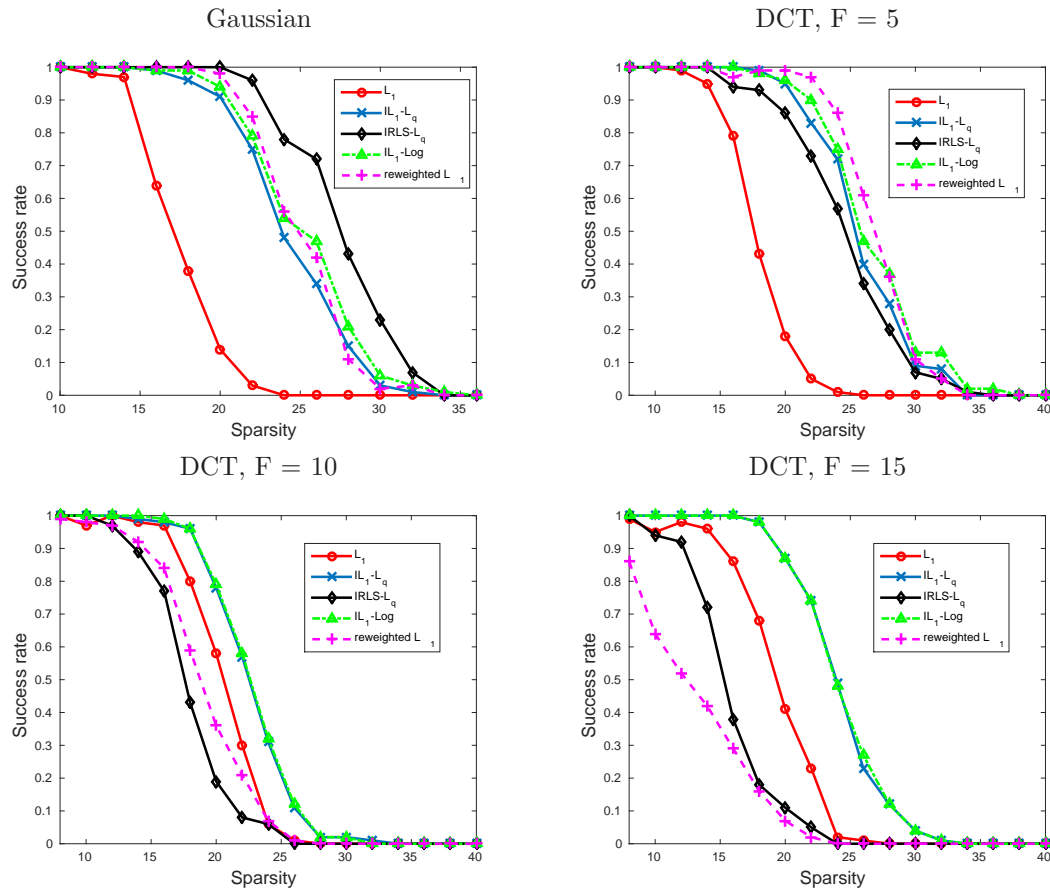 Gaussian
1
0.9
0.8
0.7
0.6
0.5
0.4
0.3
0.2
0.1
0
10 15 20 25 30 35
Success rate
Sparsity
L1
IL1-Lq
IRLS-Lq
IL1-Log
reweighted L 1
DCT, F = 5
1
0.9
0.8
0.7
0.6
0.5
0.4
0.3
0.2
0.1
0
10 15 20 25 30 35 40
Success rate
Sparsity
L1
IL1-Lq
IRLS-Lq
IL1-Log
reweighted L 1
DCT, F = 10
1
0.9
0.8
0.7
0.6
0.5
0.4
0.3
0.2
0.1
0
10 15 20 25 30 35 40
Success rate
Sparsity
L1
IL1-Lq
IRLS-Lq
IL1-Log
reweighted L 1
DCT, F = 15
1
0.9
0.8
0.7
0.6
0.5
0.4
0.3
0.2
0.1
0
10 15 20 25 30 35 40
Success rate
Sparsity
L1
IL1-Lq
IRLS-Lq
IL1-Log
reweighted L 1